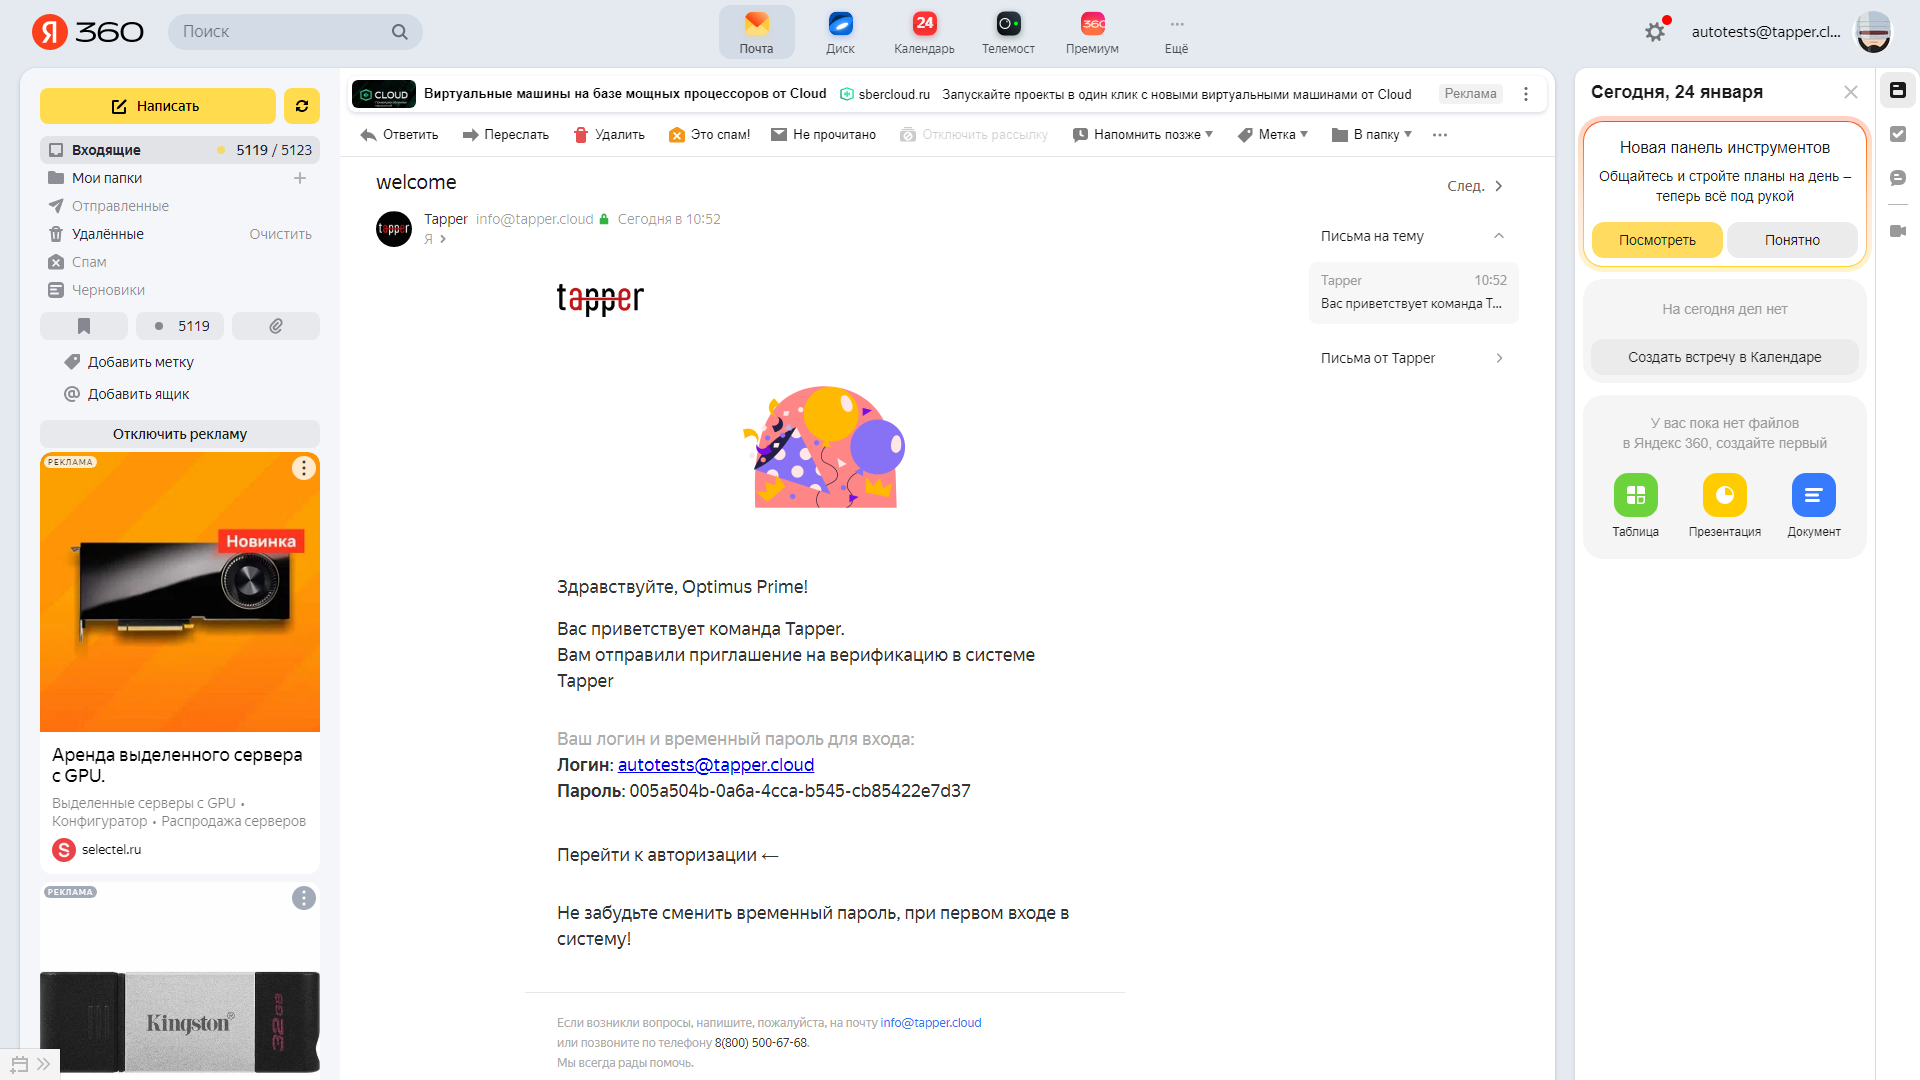 Я 360
Поиск
Почта
Диск
24
Календарь
Телемост
360
Премиум
Ещё
autotests@tapper.cl...
Написать
Входящие 5119 / 5123
Мои папки
Отправленные
Удалённые Очистить
Спам
Черновики
5119
Добавить метку
Добавить ящик
Отключить рекламу
РЕКЛАМА
Новинка
Аренда выделенного сервера
с GPU.
Выделенные серверы с GPU •
Конфигуратор • Распродажа серверов
S selectel.ru
РЕКЛАМА
Kingston®
32GB
CLOUD
Виртуальные машины на базе мощных процессоров от Cloud sbercloud.ru Запускайте проекты в один клик с новыми виртуальными машинами от Cloud Реклама
Ответить Переслать Удалить Это спам! Не прочитано Отключить рассылку Напомнить позже Метка В папку
welcome
След.
tapper
Tapper info@tapper.cloud Сегодня в 10:52
Я
Письма на тему
Tapper 10:52
Вас приветствует команда Т...
Письма от Tapper
tapper
Здравствуйте, Optimus Prime!
Вас приветствует команда Tapper.
Вам отправили приглашение на верификацию в системе
Tapper
Ваш логин и временный пароль для входа:
Логин: autotests@tapper.cloud
Пароль: 005a504b-0a6a-4cca-b545-cb85422e7d37
Перейти к авторизации ←
Не забудьте сменить временный пароль, при первом входе в
систему!
Если возникли вопросы, напишите, пожалуйста, на почту info@tapper.cloud
или позвоните по телефону 8(800) 500-67-68.
Мы всегда рады помочь.
Сегодня, 24 января
Новая панель инструментов
Общайтесь и стройте планы на день –
теперь всё под рукой
Посмотреть
Понятно
На сегодня дел нет
Создать встречу в Календаре
У вас пока нет файлов
в Яндекс 360, создайте первый
Таблица
Презентация
Документ